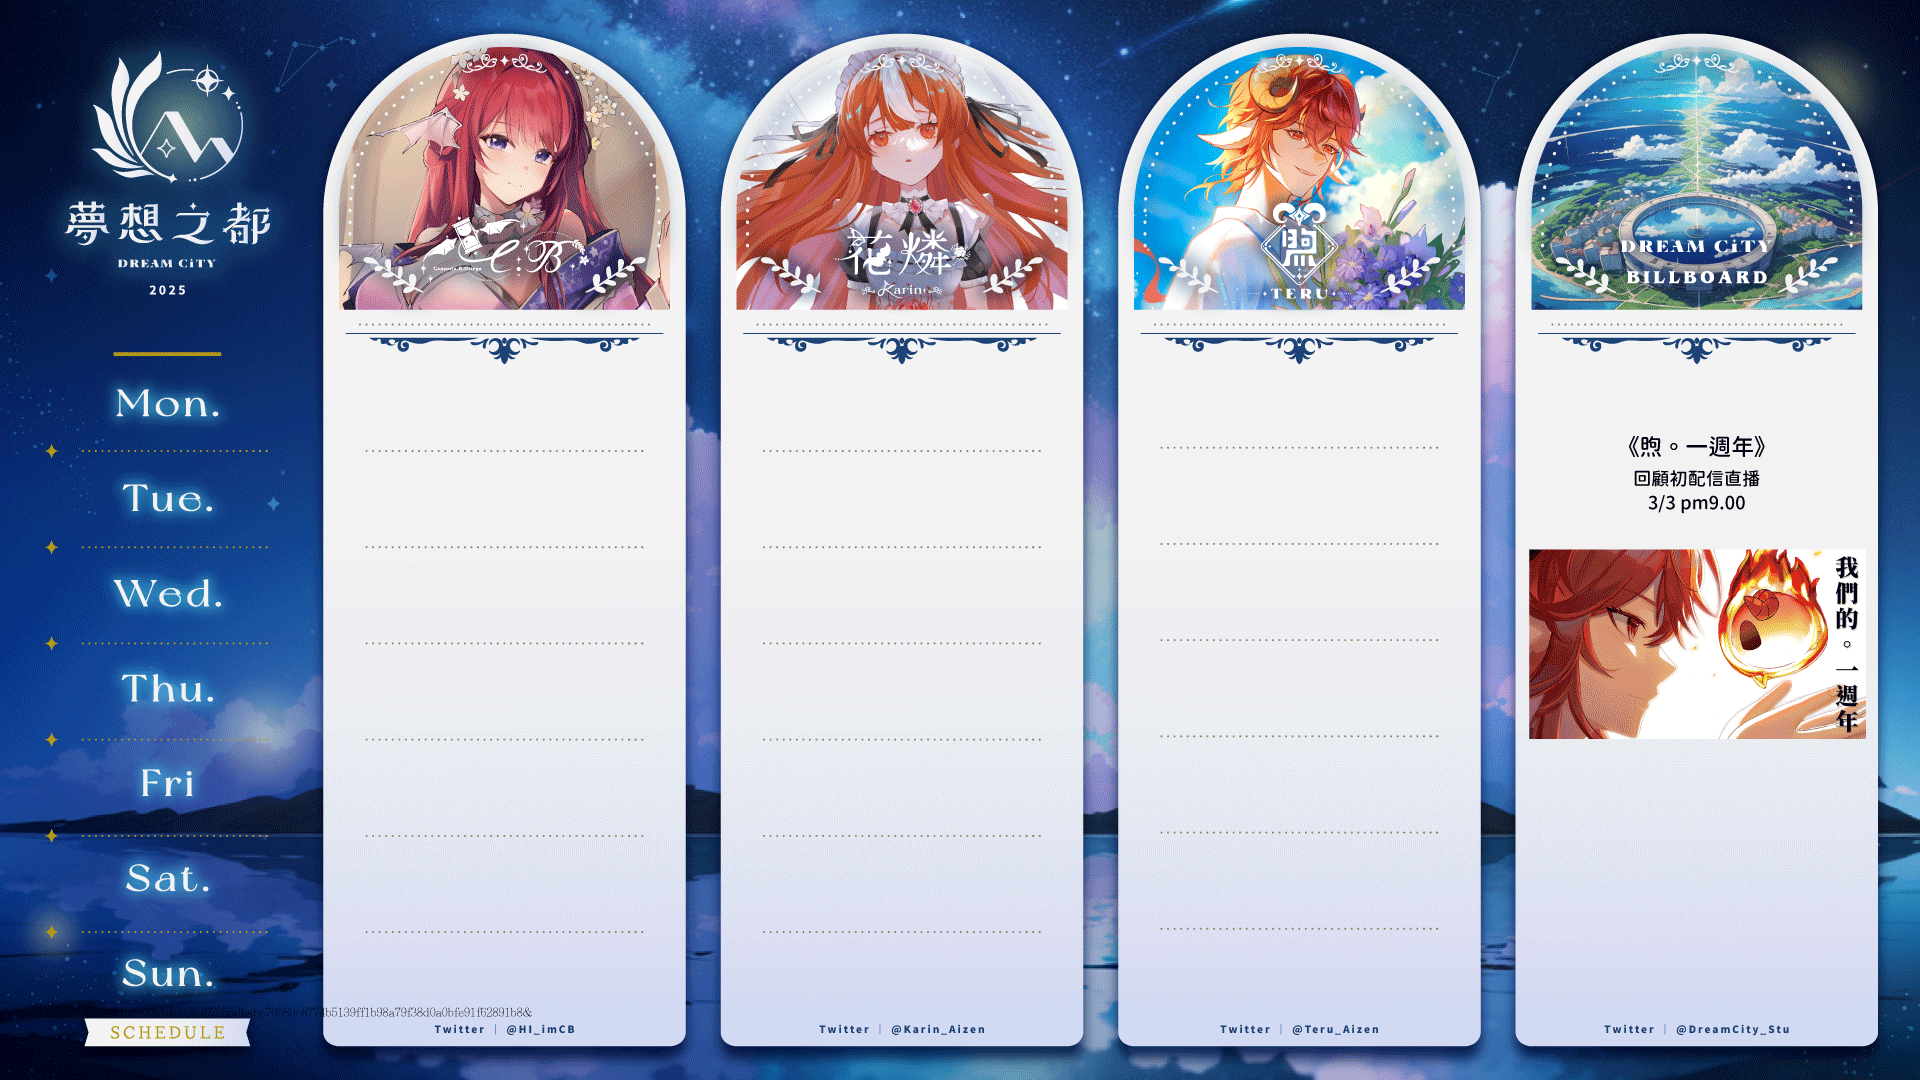 夢想之都
DREAM CiTY
2025
Mon.
Tue.
Wed.
Thu.
Fri
Sat.
Sun.
SCHEDULE
C:B
Twitter | @HI_imCB
花燐
Karin
Twitter | @Karin_Aizen
煦
TERU
Twitter | @Teru_Aizen
DREAM CiTY
BILLBOARD
《煦。一週年》
回顧初配信直播
3/3 pm9.00
我們的。一週年
Twitter | @DreamCity_Stu